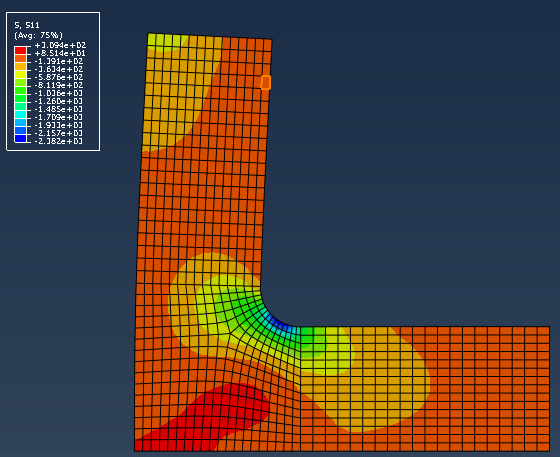 S, S11
(Avg: 75%)
+3.094e+02
+8.514e+01
-1.391e+02
-3.634e+02
-5.876e+02
-8.119e+02
-1.036e+03
-1.260e+03
-1.485e+03
-1.709e+03
-1.933e+03
-2.157e+03
-2.382e+03